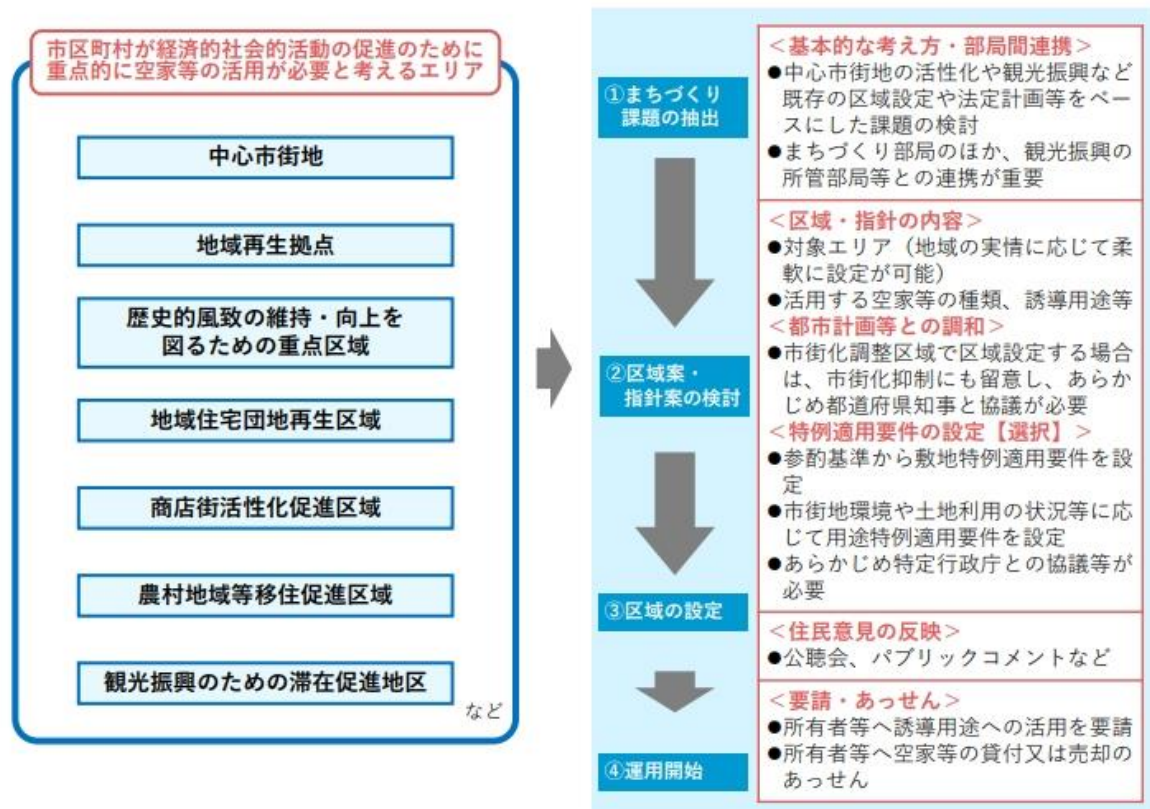 市区町村が経済的社会的活動の促進のために
重点的に空家等の活用が必要と考えるエリア
中心市街地
地域再生拠点
歴史的風致の維持・向上を
図るための重点区域
地域住宅団地再生区域
商店街活性化促進区域
農村地域等移住促進区域
観光振興のための滞在促進地区
など
①まちづくり
課題の抽出
<基本的な考え方・部局間連携>
●中心市街地の活性化や観光振興など
既存の区域設定や法定計画等をベー
スにした課題の検討
●まちづくり部局のほか、観光振興の
所管部局等との連携が重要
②区域案・
指針案の検討
<区域・指針の内容>
●対象エリア（地域の実情に応じて柔
軟に設定が可能）
●活用する空家等の種類、誘導用途等
<都市計画等との調和>
●市街化調整区域で区域設定する場合
は、市街化抑制にも留意し、あらか
じめ都道府県知事と協議が必要
<特例適用要件の設定【選択】>
●参酌基準から敷地特例適用要件を設
定
●市街地環境や土地利用の状況等に応
じて用途特例適用要件を設定
●あらかじめ特定行政庁との協議等が
必要
③区域の設定
<住民意見の反映>
●公聴会、パブリックコメントなど
④運用開始
<要請・あっせん>
●所有者等へ誘導用途への活用を要請
●所有者等へ空家等の貸付又は売却の
あっせん